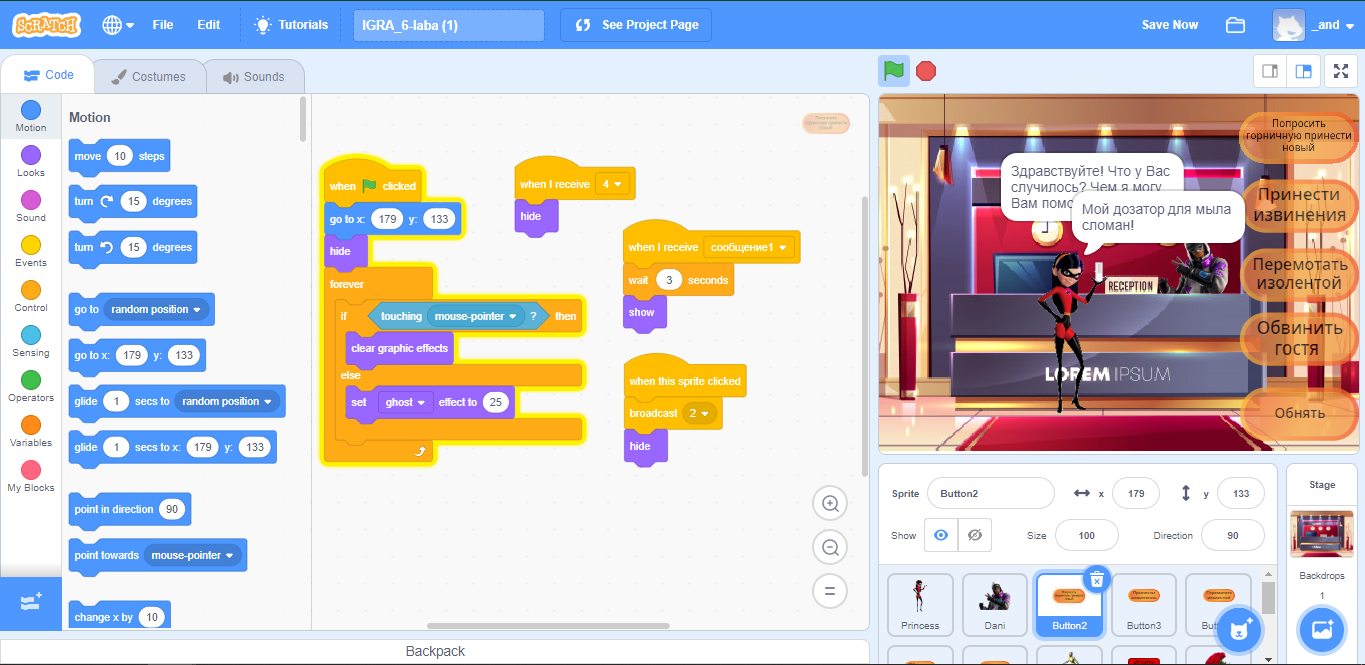 SCRATCH
File
Edit
Tutorials
IGRA_6-laba (1)
See Project Page
Save Now
_and
Code
Costumes
Sounds
Motion
Looks
Sound
Events
Control
Sensing
Operators
Variables
My Blocks
Motion
move 10 steps
turn 15 degrees
turn 15 degrees
go to random position
go to x: 179 y: 133
glide 1 secs to random position
glide 1 secs to x: 179 y: 133
point in direction 90
point towards mouse-pointer
change x by 10
when clicked
go to x: 179 y: 133
hide
forever
if touching mouse-pointer ? then
clear graphic effects
else
set ghost effect to 25
when I receive 4
hide
when I receive сообщение1
wait 3 seconds
show
when this sprite clicked
broadcast 2
hide
Backpack
Здравствуйте! Что у Вас
случилось? Чем я могу
Вам
Мой дозатор для мыла
сломан!
RECEPTION
LOREM IPSUM
Попросить
горничную принести
новый
Принести
извинения
Перемотать
изолентой
Обвинить
гостя
Обнять
Sprite
Button2
x 179
y 133
Show
Size 100
Direction 90
Princess
Dani
Button2
Button3
Stage
Backdrops
1